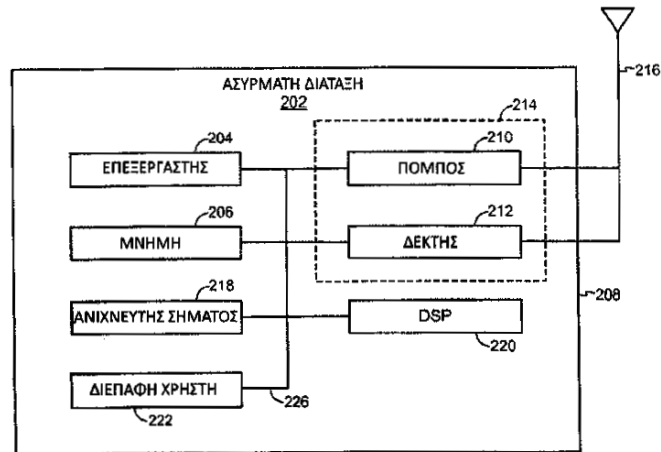 ΑΣΥΡΜΑΤΗ ΔΙΑΤΑΞΗ
202
216
214
204
210
ΕΠΕΞΕΡΓΑΣΤΗΣ
ΠΟΜΠΟΣ
206
212
ΜΝΗΜΗ
ΔΕΚΤΗΣ
218
208
ΑΝΙΧΝΕΥΤΗΣ ΣΗΜΑΤΟΣ
DSP
220
ΔΙΕΠΑΦΗ ΧΡΗΣΤΗ
222
226